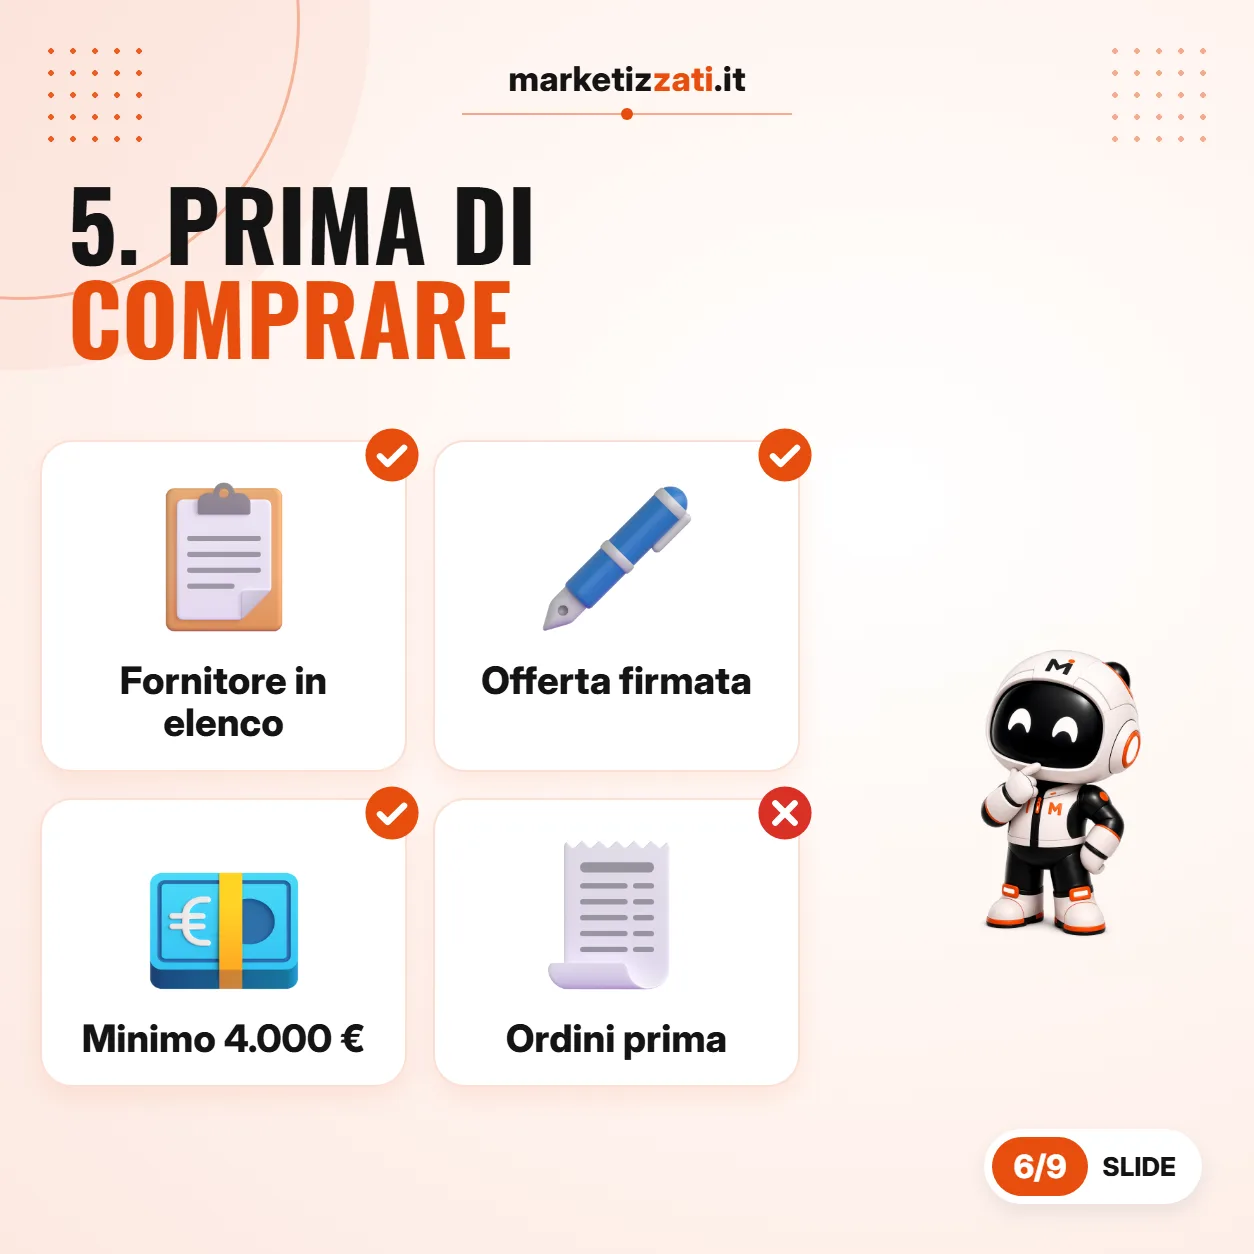 marketizzati.it
5. PRIMA DI
COMPRARE
Fornitore in
elenco
Offerta firmata
Minimo 4.000 €
Ordini prima
6/9 SLIDE